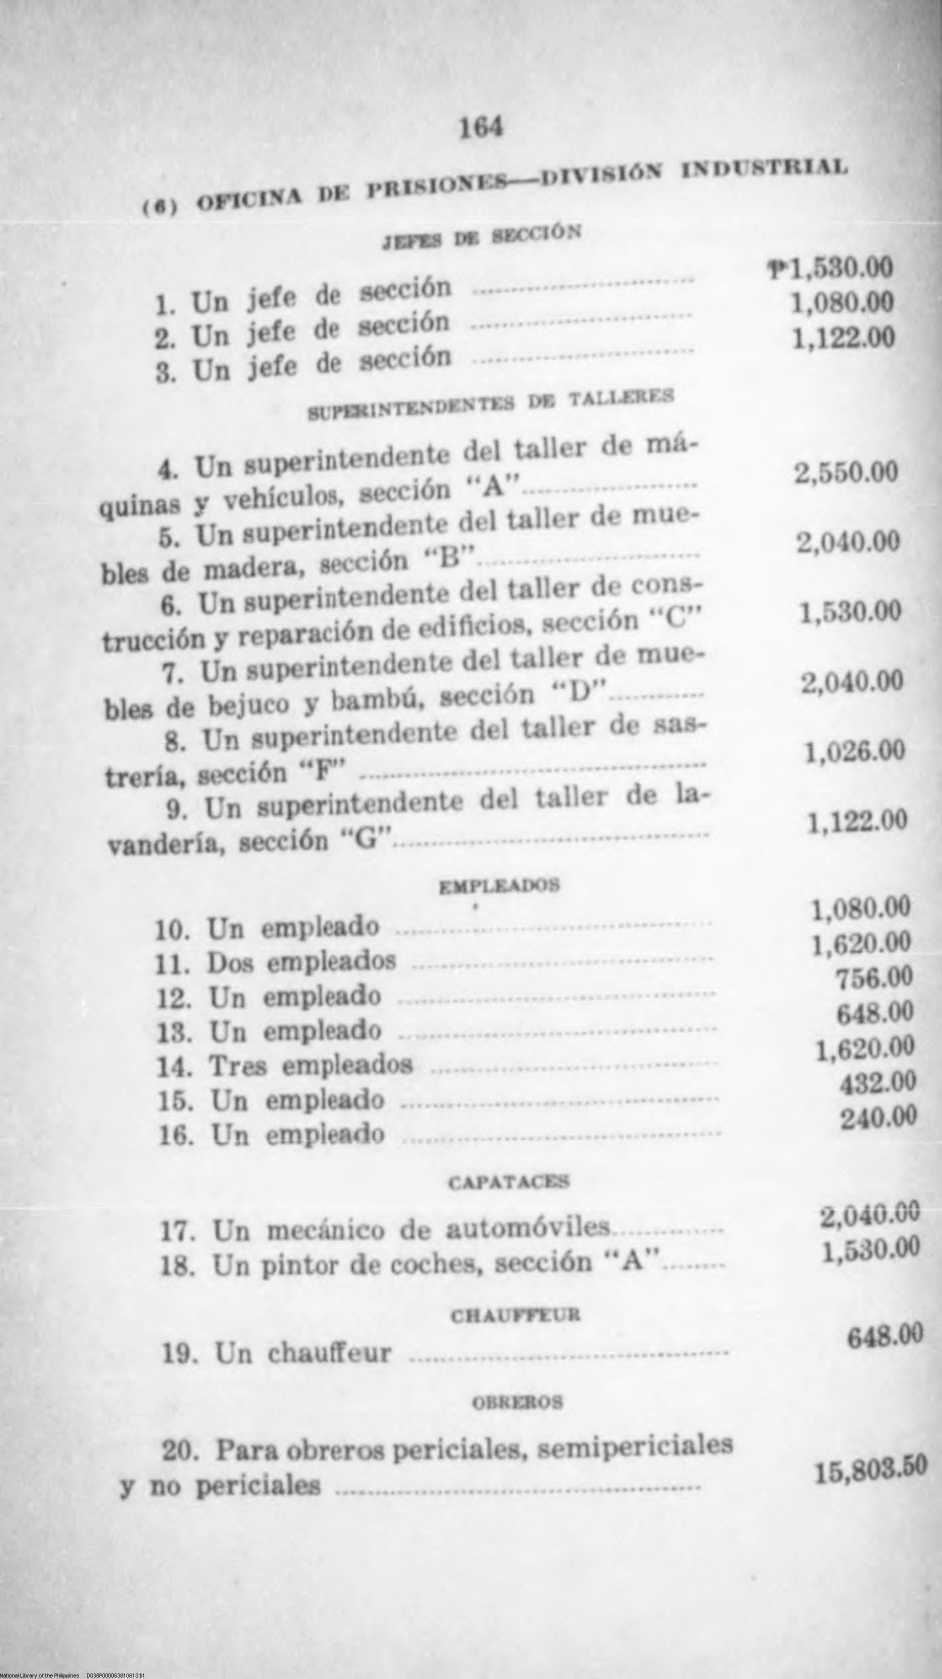 164
(6) OFICINA DE PRISIONES—DIVISIÓN INDUSTRIAL
JEFES DE SECCIÓN
1. Un jefe de sección ₱1,530.00
2. Un jefe de sección 1,080.00
3. Un jefe de sección 1,122.00
SUPERINTENDENTES DE TALLERES
4. Un superintendente del taller de má-
quinas y vehículos, sección “A” 2,550.00
5. Un superintendente del taller de mue-
bles de madera, sección “B” 2,040.00
6. Un superintendente del taller de cons-
trucción y reparación de edificios, sección “C” 1,530.00
7. Un superintendente del taller de mue-
bles de bejuco y bambú, sección “D” 2,040.00
8. Un superintendente del taller de sas-
trería, sección “F” 1,026.00
9. Un superintendente del taller de la-
vandería, sección “G” 1,122.00
EMPLEADOS
10. Un empleado 1,080.00
11. Dos empleados 1,620.00
12. Un empleado 756.00
13. Un empleado 648.00
14. Tres empleados 1,620.00
15. Un empleado 432.00
16. Un empleado 240.00
CAPATACES
17. Un mecánico de automóviles 2,040.00
18. Un pintor de coches, sección “A” 1,530.00
CHAUFFEUR
19. Un chauffeur 648.00
OBREROS
20. Para obreros periciales, semipericiales
y no periciales 15,803.50
National Library of the Philippines